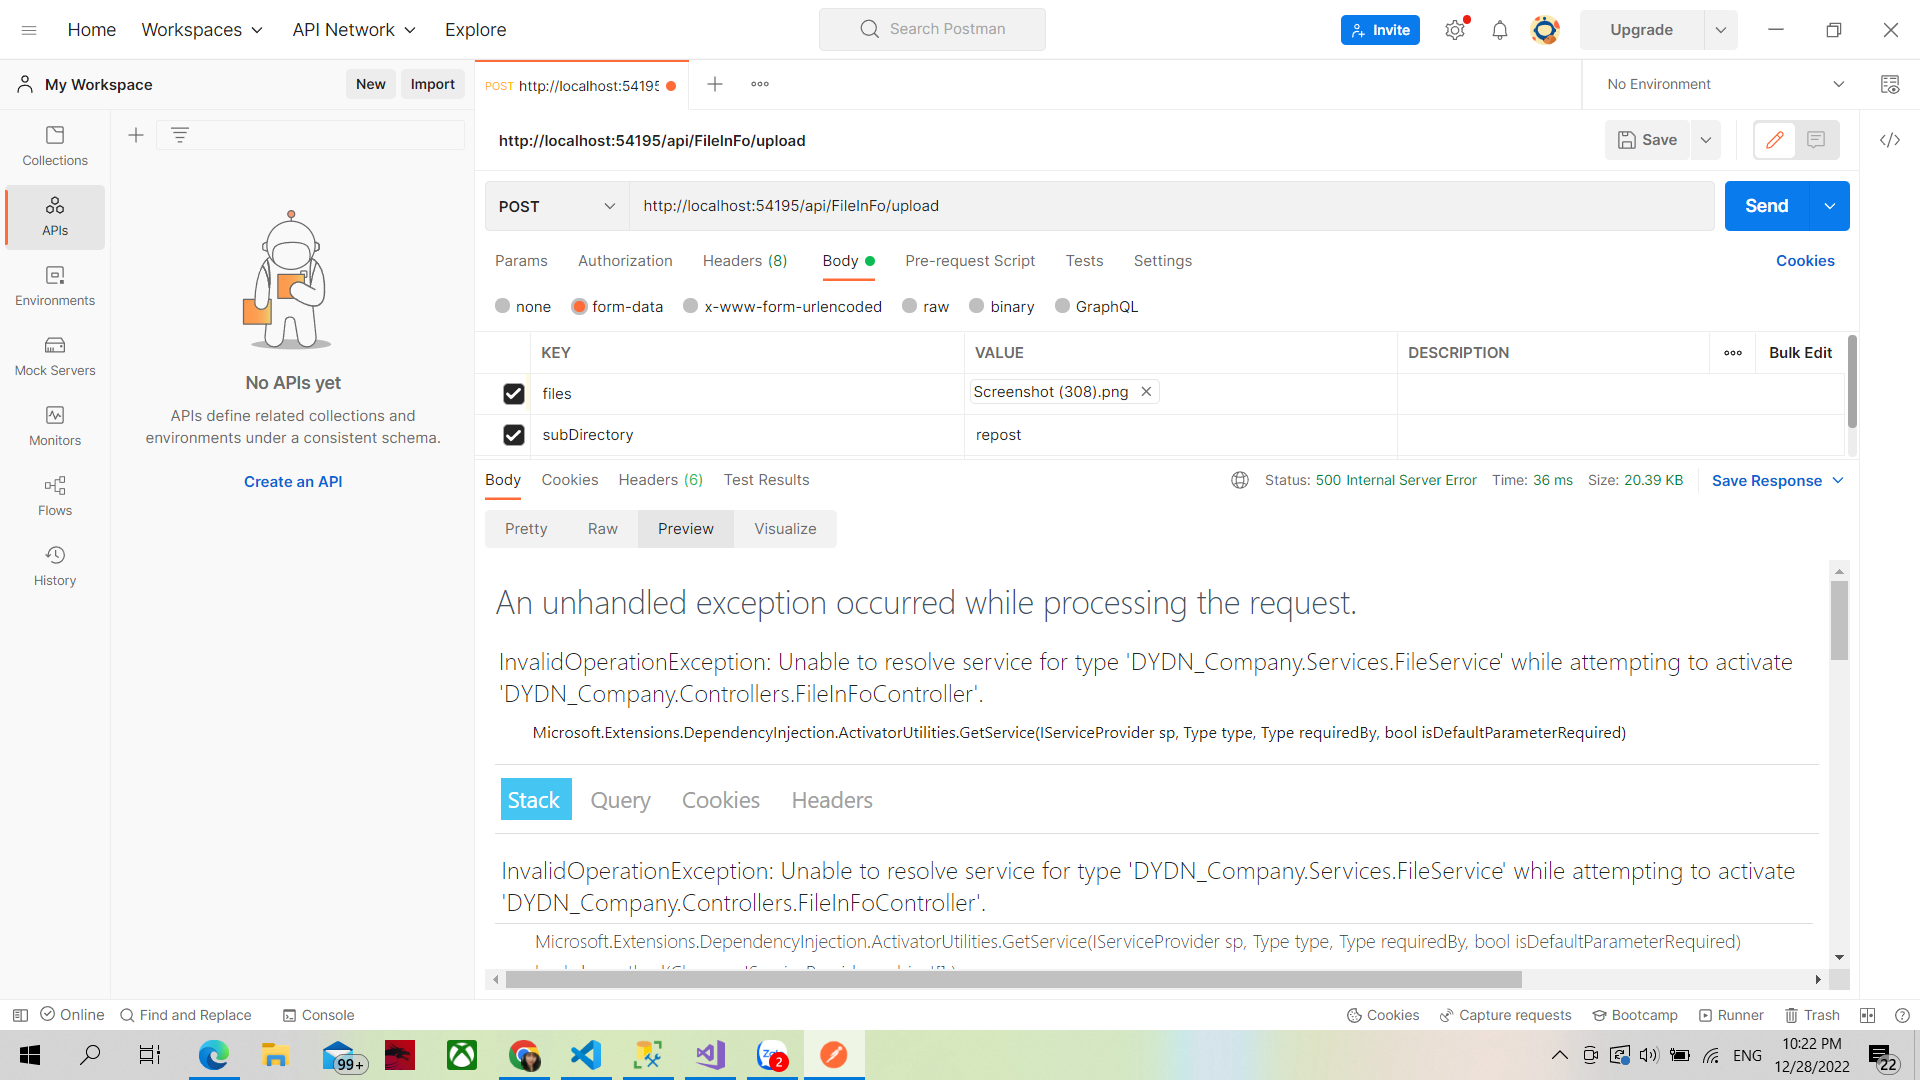 Home
Workspaces
API Network
Explore
Search Postman
Invite
Upgrade
My Workspace
New
Import
POST http://localhost:54195
No Environment
Collections
APIs
Environments
Mock Servers
Monitors
Flows
History
No APIs yet
APIs define related collections and
environments under a consistent schema.
Create an API
http://localhost:54195/api/FileInFo/upload
Save
POST
http://localhost:54195/api/FileInFo/upload
Send
Params
Authorization
Headers (8)
Body
Pre-request Script
Tests
Settings
Cookies
none
form-data
x-www-form-urlencoded
raw
binary
GraphQL
KEY
VALUE
DESCRIPTION
Bulk Edit
files
Screenshot (308).png
subDirectory
repost
Body
Cookies
Headers (6)
Test Results
Status: 500 Internal Server Error
Time: 36 ms
Size: 20.39 KB
Save Response
Pretty
Raw
Preview
Visualize
An unhandled exception occurred while processing the request.
InvalidOperationException: Unable to resolve service for type 'DYDN_Company.Services.FileService' while attempting to activate
'DYDN_Company.Controllers.FileInFoController'.
Microsoft.Extensions.DependencyInjection.ActivatorUtilities.GetService(IServiceProvider sp, Type type, Type requiredBy, bool isDefaultParameterRequired)
Stack
Query
Cookies
Headers
InvalidOperationException: Unable to resolve service for type 'DYDN_Company.Services.FileService' while attempting to activate
'DYDN_Company.Controllers.FileInFoController'.
Microsoft.Extensions.DependencyInjection.ActivatorUtilities.GetService(IServiceProvider sp, Type type, Type requiredBy, bool isDefaultParameterRequired)
Online
Find and Replace
Console
Cookies
Capture requests
Bootcamp
Runner
Trash
99+
2
ENG
10:22 PM
12/28/2022
22